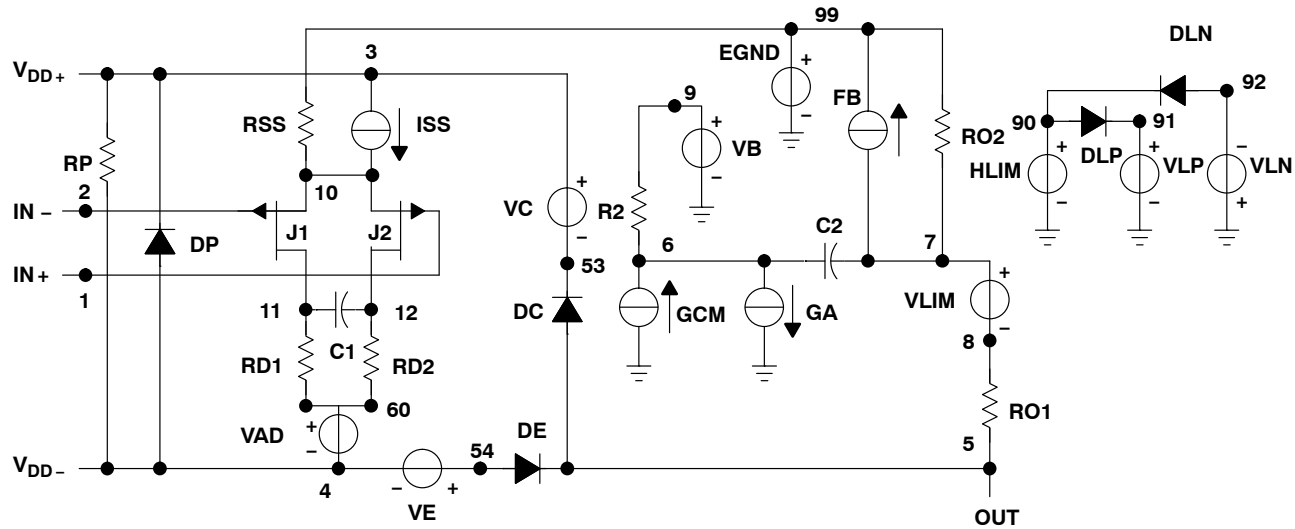 99
DLN
3
EGND
+
VDD+
92
9
FB
+
RSS
ISS
–
90
91
RP
VB
–
RO2
DLP
+
+
–
2
10
HLIM
VLP
VLN
+
–
–
+
IN –
VC
R2
J1
J2
C2
–
DP
6
7
IN +
53
+
1
GCM
GA
VLIM
11
12
DC
–
C1
8
RD1
RD2
RO1
60
+
VAD
DE
–
54
5
VDD–
4
–
+
VE
OUT